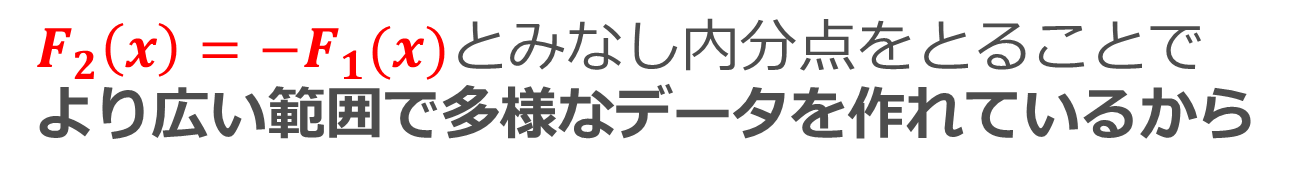 F₂(x) = −F₁(x)とみなし内分点をとることで
より広い範囲で多様なデータを作れているから